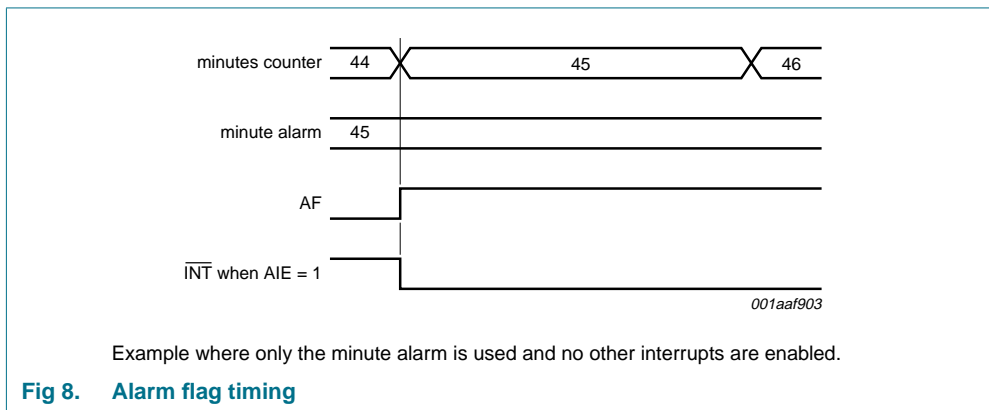 minutes counter 44 45 46
minute alarm 45
AF
INT when AIE = 1
001aaf903
Example where only the minute alarm is used and no other interrupts are enabled.
Fig 8. Alarm flag timing